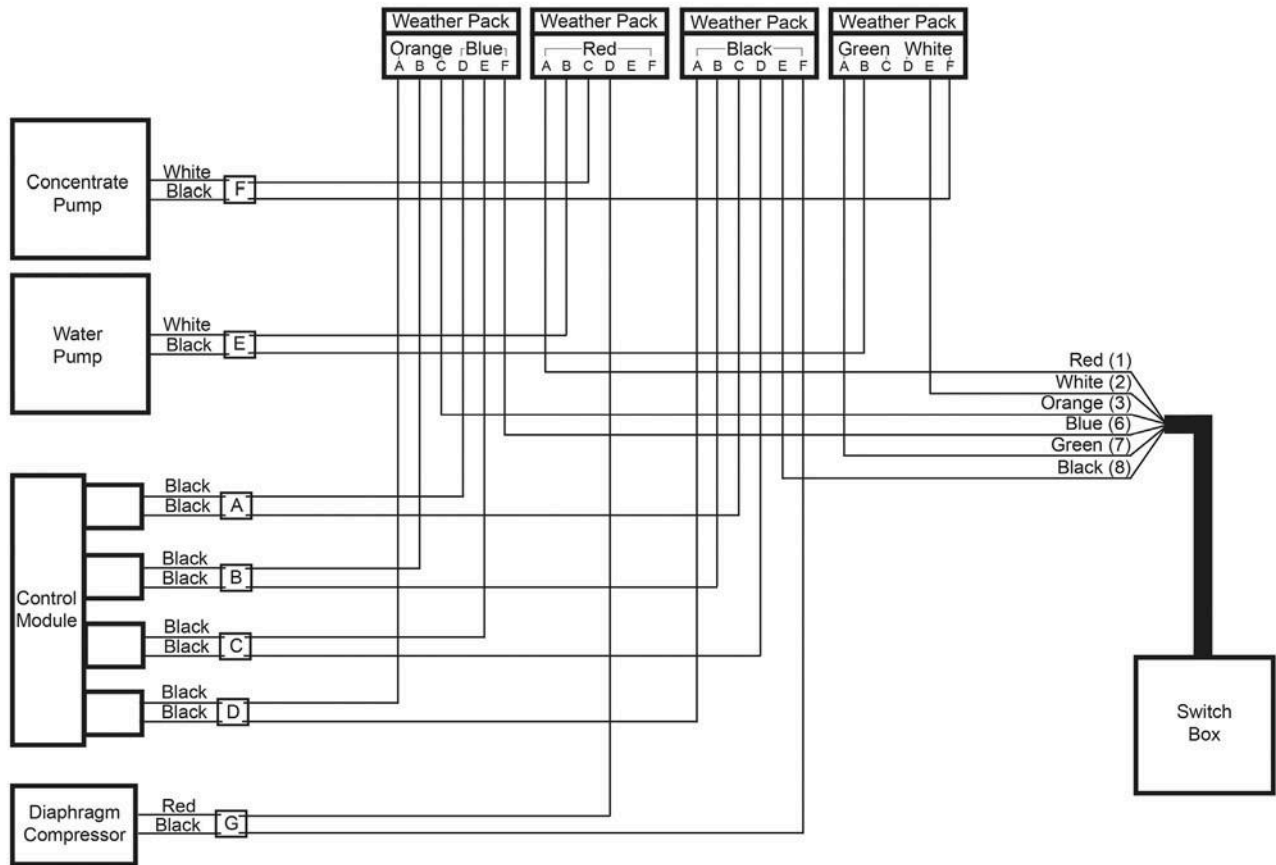 Weather Pack Weather Pack Weather Pack Weather Pack
Orange Blue Red Black Green White
A B C D E F A B C D E F A B C D E F A B C D E F
Concentrate
Pump
White
Black
F
Water
Pump
White
Black
E
Red (1)
White (2)
Orange (3)
Blue (6)
Green (7)
Black (8)
Control
Module
Black
Black
A
Black
Black
B
Black
Black
C
Black
Black
D
Switch
Box
Diaphragm
Compressor
Red
Black
G